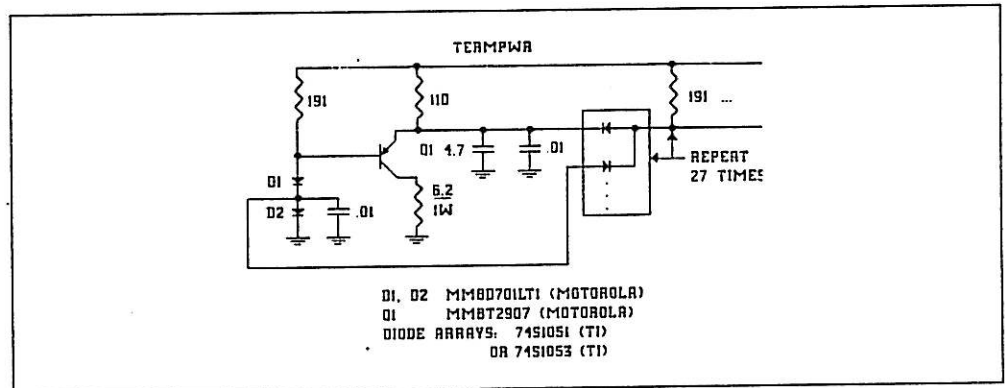 TERMPWR
191
110
191 ...
Q1 4.7
.01
D1
D2
.01
6.2
1W
REPEAT
27 TIMES
D1, D2 MMBD701LT1 (MOTOROLA)
Q1 MMBT2907 (MOTOROLA)
DIODE ARRAYS: 74S1051 (TI)
OR 74S1053 (TI)